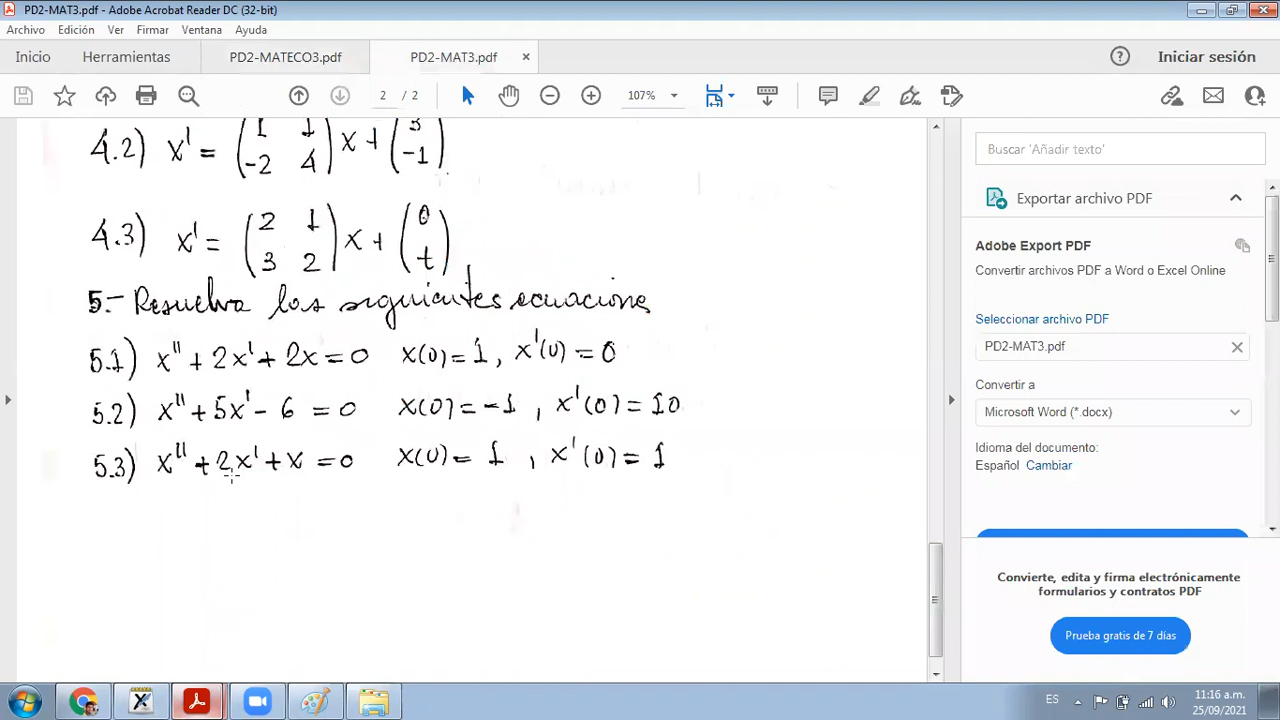 PD2-MAT3.pdf - Adobe Acrobat Reader DC (32-bit)
Archivo Edición Ver Firmar Ventana Ayuda
Inicio Herramientas PD2-MATECO3.pdf PD2-MAT3.pdf × Iniciar sesión
2 / 2 107%
4.2) x' = (1 1
-2 4) x + (3
-1)
4.3) x' = (2 1
3 2) x + (0
t)
5.- Resuelva las siguientes ecuaciones
5.1) x'' + 2x' + 2x = 0 x(0) = 1, x'(0) = 0
5.2) x'' + 5x' - 6 = 0 x(0) = -1, x'(0) = 10
5.3) x'' + 2x' + x = 0 x(0) = 1, x'(0) = 1
Buscar 'Añadir texto'
Exportar archivo PDF
Adobe Export PDF
Convertir archivos PDF a Word o Excel Online
Seleccionar archivo PDF
PD2-MAT3.pdf
Convertir a
Microsoft Word (*.docx)
Idioma del documento:
Español Cambiar
Convierte, edita y firma electrónicamente
formularios y contratos PDF
Prueba gratis de 7 días
ES
11:16 a.m.
25/09/2021